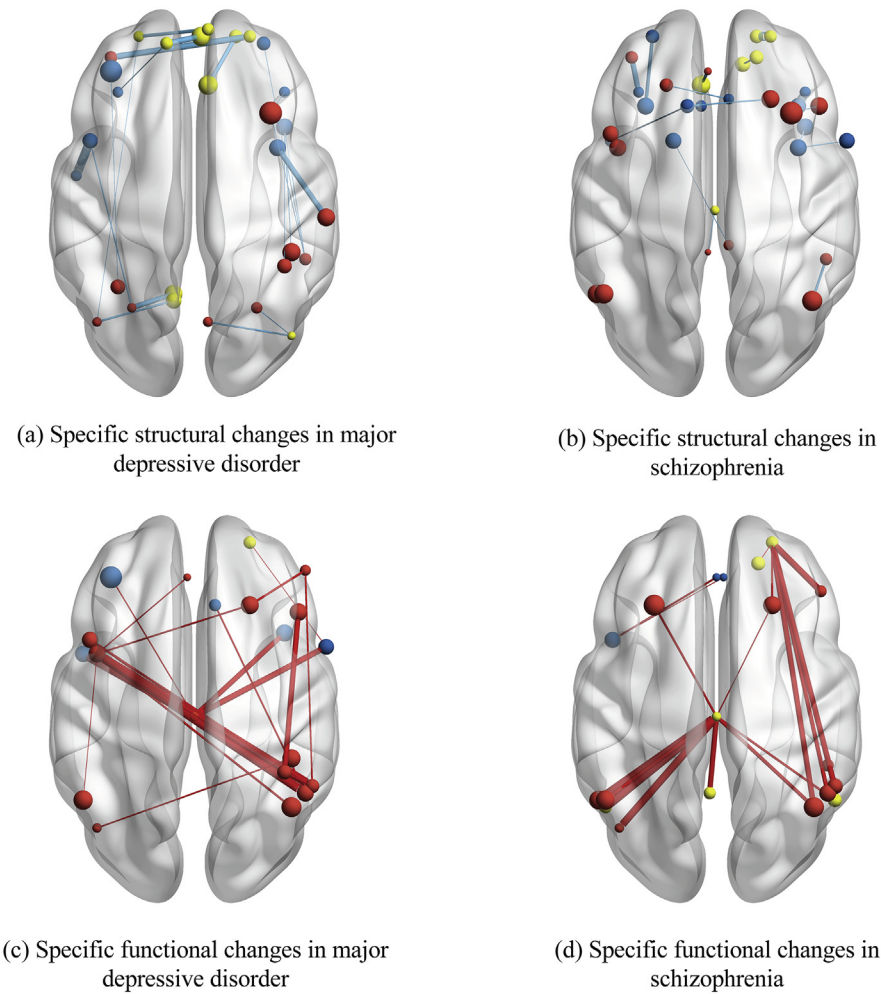 (a) Specific structural changes in major
depressive disorder
(b) Specific structural changes in
schizophrenia
(c) Specific functional changes in major
depressive disorder
(d) Specific functional changes in
schizophrenia